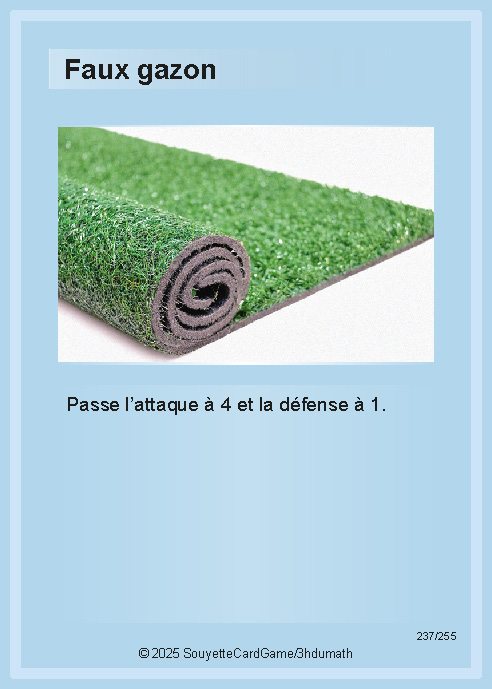 Faux gazon
Passe l’attaque à 4 et la défense à 1.
237/255
© 2025 SouyetteCardGame/3hdumath